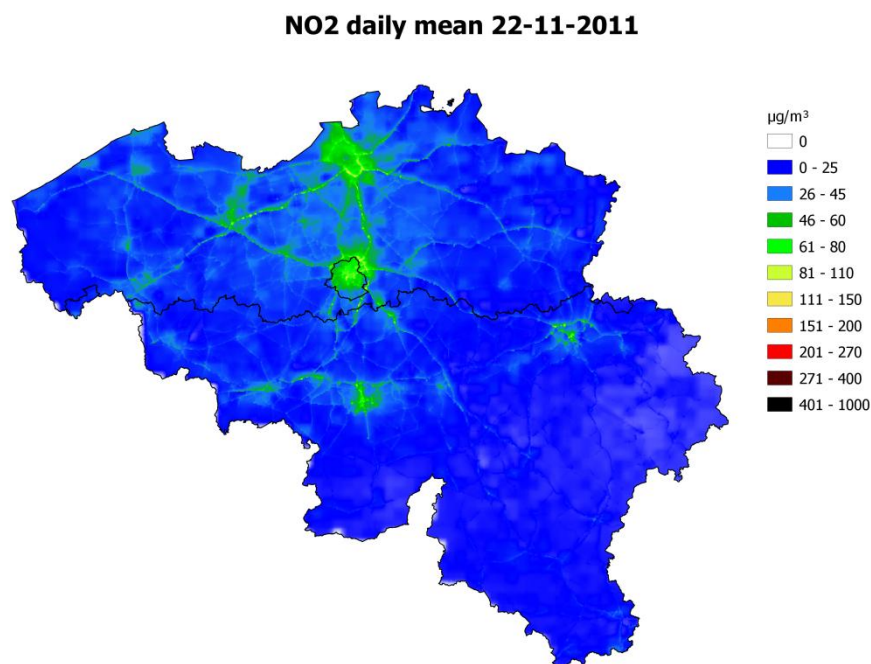 NO2 daily mean 22-11-2011
µg/m³
0
0 - 25
26 - 45
46 - 60
61 - 80
81 - 110
111 - 150
151 - 200
201 - 270
271 - 400
401 - 1000